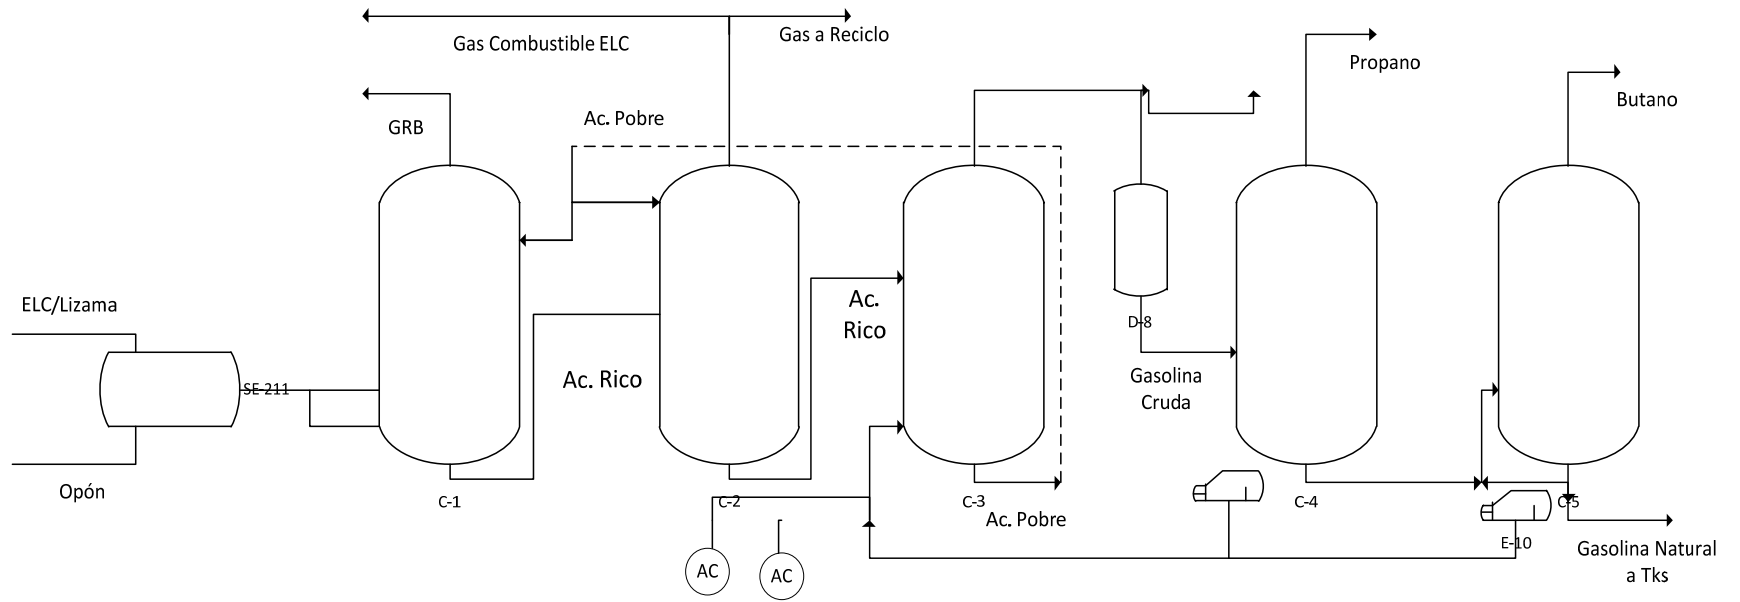 Gas Combustible ELC
Gas a Reciclo
Propano
Butano
GRB
Ac. Pobre
ELC/Lizama
Ac.
Rico
D-8
Ac. Rico
Gasolina
Cruda
SE-211
Opón
C-1
C-2
C-3
C-4
C-5
Ac. Pobre
E-10
Gasolina Natural
a Tks
AC
AC